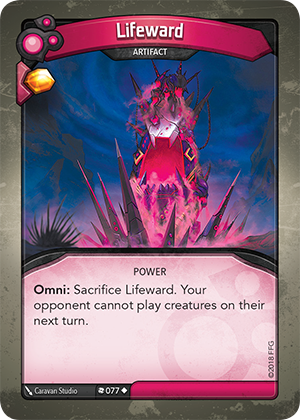 Lifeward
ARTIFACT
POWER
Omni: Sacrifice Lifeward. Your
opponent cannot play creatures on their
next turn.
©2018 FFG
Caravan Studio
077